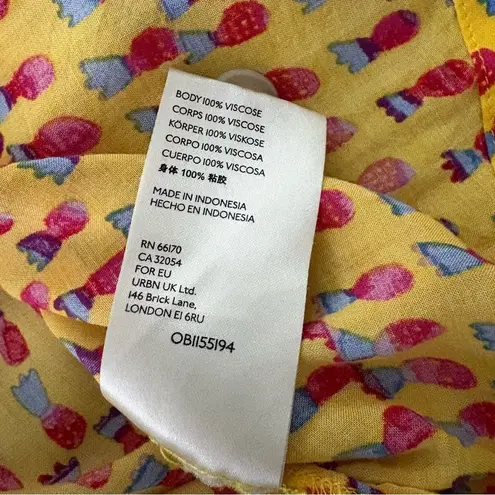 BODY 100% VISCOSE
CORPS 100% VISCOSE
KÖRPER 100% VISKOSE
CORPO 100% VISCOSA
CUERPO 100% VISCOSA
身体 100% 粘胶
MADE IN INDONESIA
HECHO EN INDONESIA
RN 66170
CA 32054
FOR EU
URBN UK Ltd.
146 Brick Lane,
LONDON E1 6RU
OB1155194